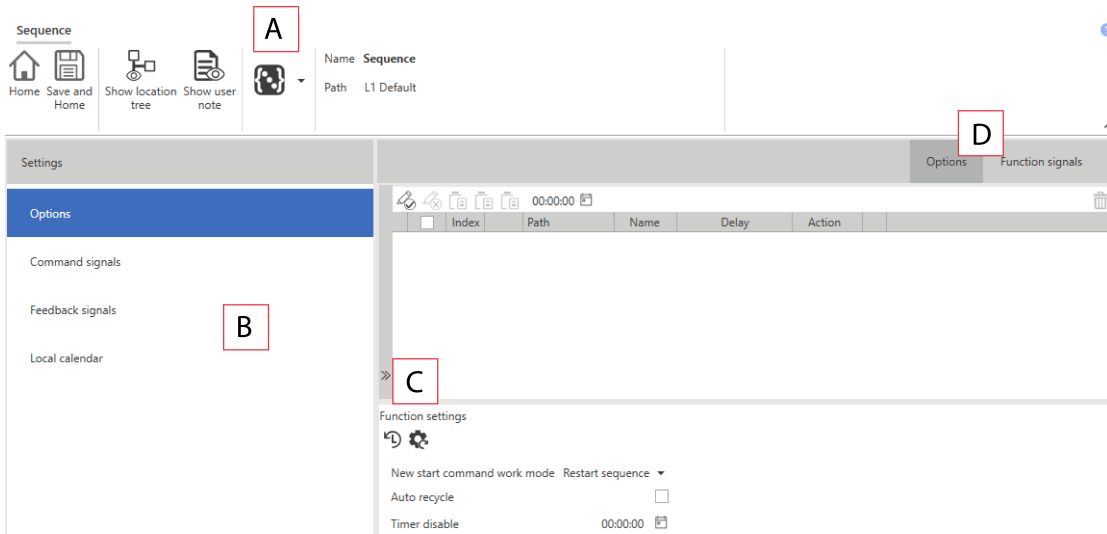 A
Sequence
Home
Save and Home
Show location tree
Show user note
Name Sequence
Path L1 Default
D
Settings
Options Function signals
Options
Command signals
Feedback signals
Local calendar
B
00:00:00
Index Path Name Delay Action
C
Function settings
New start command work mode Restart sequence
Auto recycle
Timer disable 00:00:00